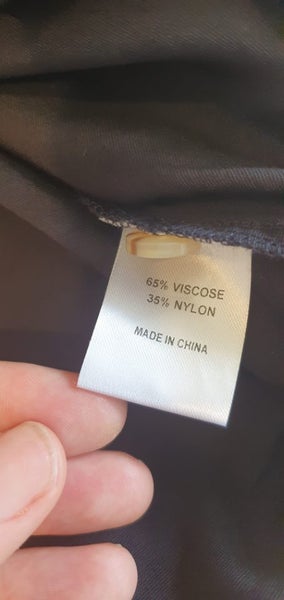 65% VISCOSE
35% NYLON
MADE IN CHINA